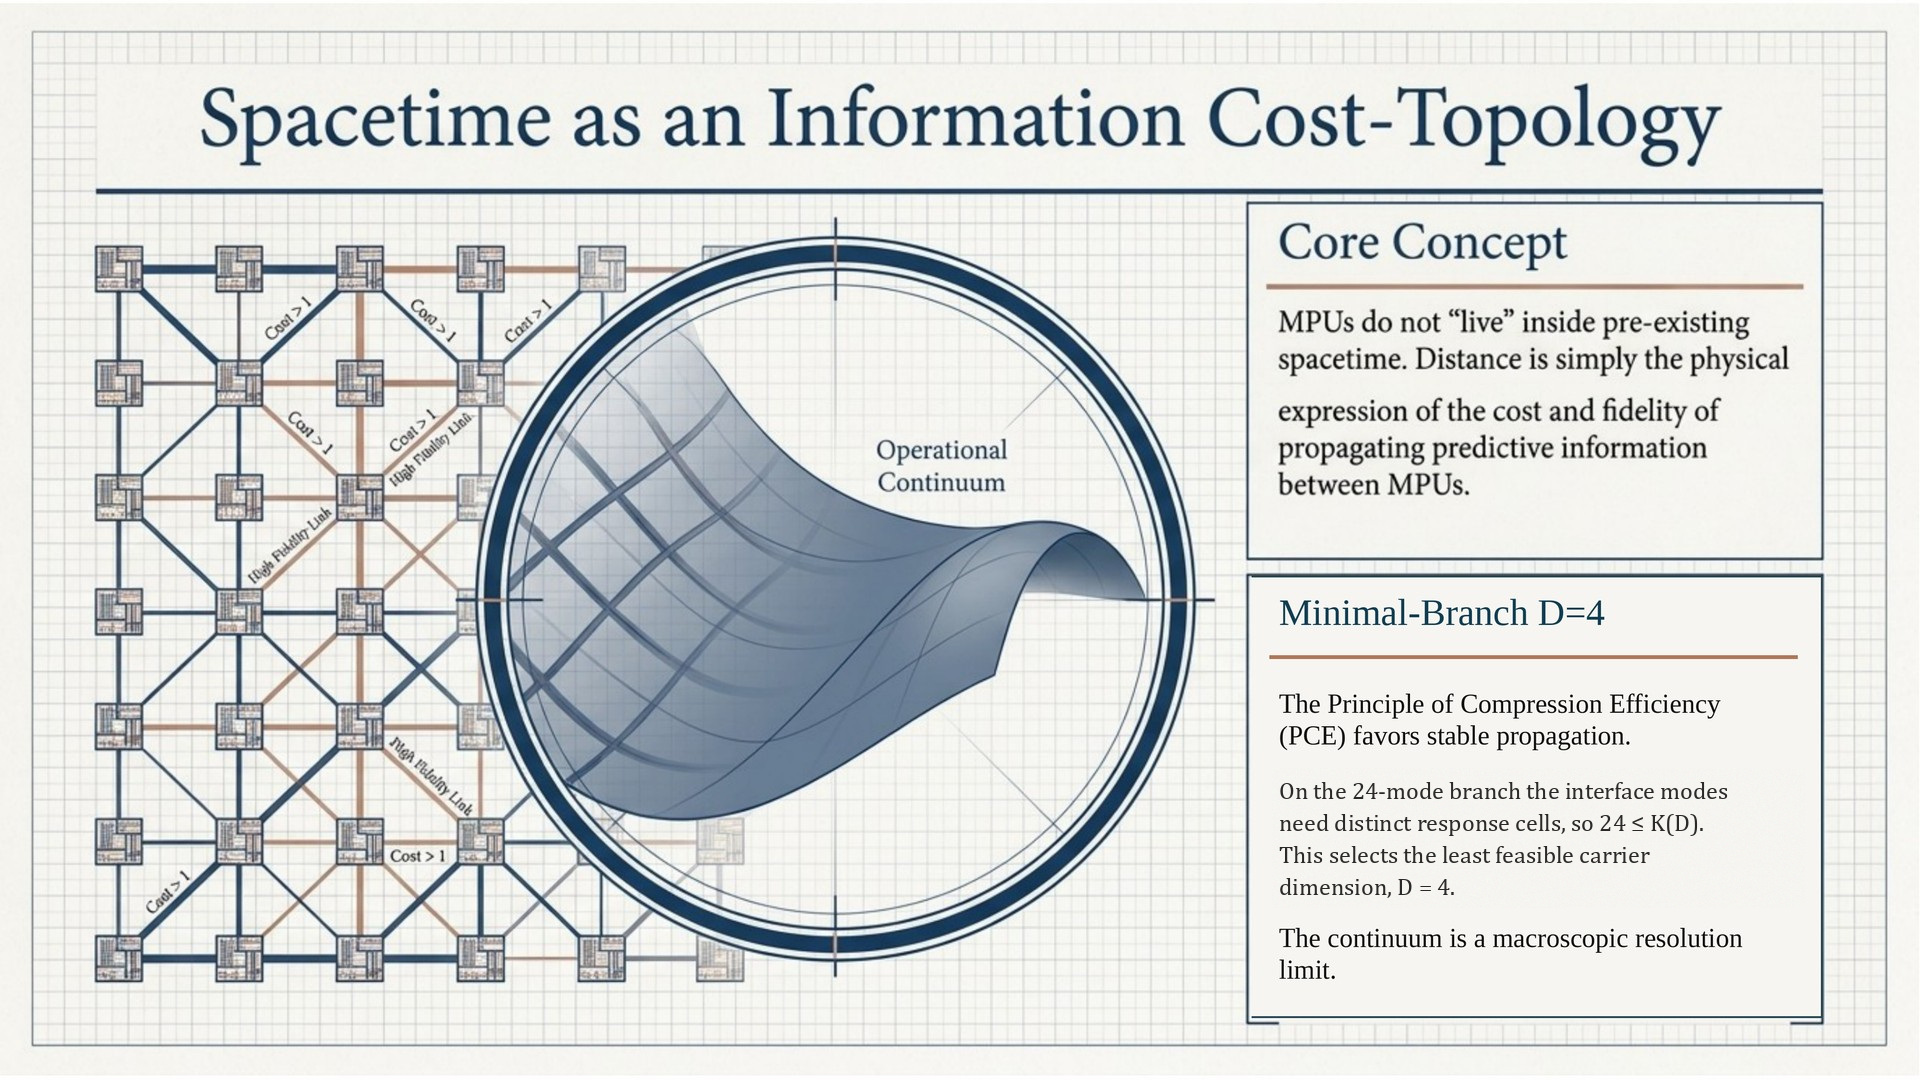 Spacetime as an Information Cost-Topology
Cost > 1
Cost > 1
Cost > 1
Cost > 1
Cost > 1
High Fidelity Link
High Fidelity Link
High Fidelity Link
Cost > 1
Cost > 1
Operational
Continuum
Core Concept
MPUs do not “live” inside pre-existing
spacetime. Distance is simply the physical
expression of the cost and fidelity of
propagating predictive information
between MPUs.
Minimal-Branch D=4
The Principle of Compression Efficiency
(PCE) favors stable propagation.
On the 24-mode branch the interface modes
need distinct response cells, so 24 ≤ K(D).
This selects the least feasible carrier
dimension, D = 4.
The continuum is a macroscopic resolution
limit.